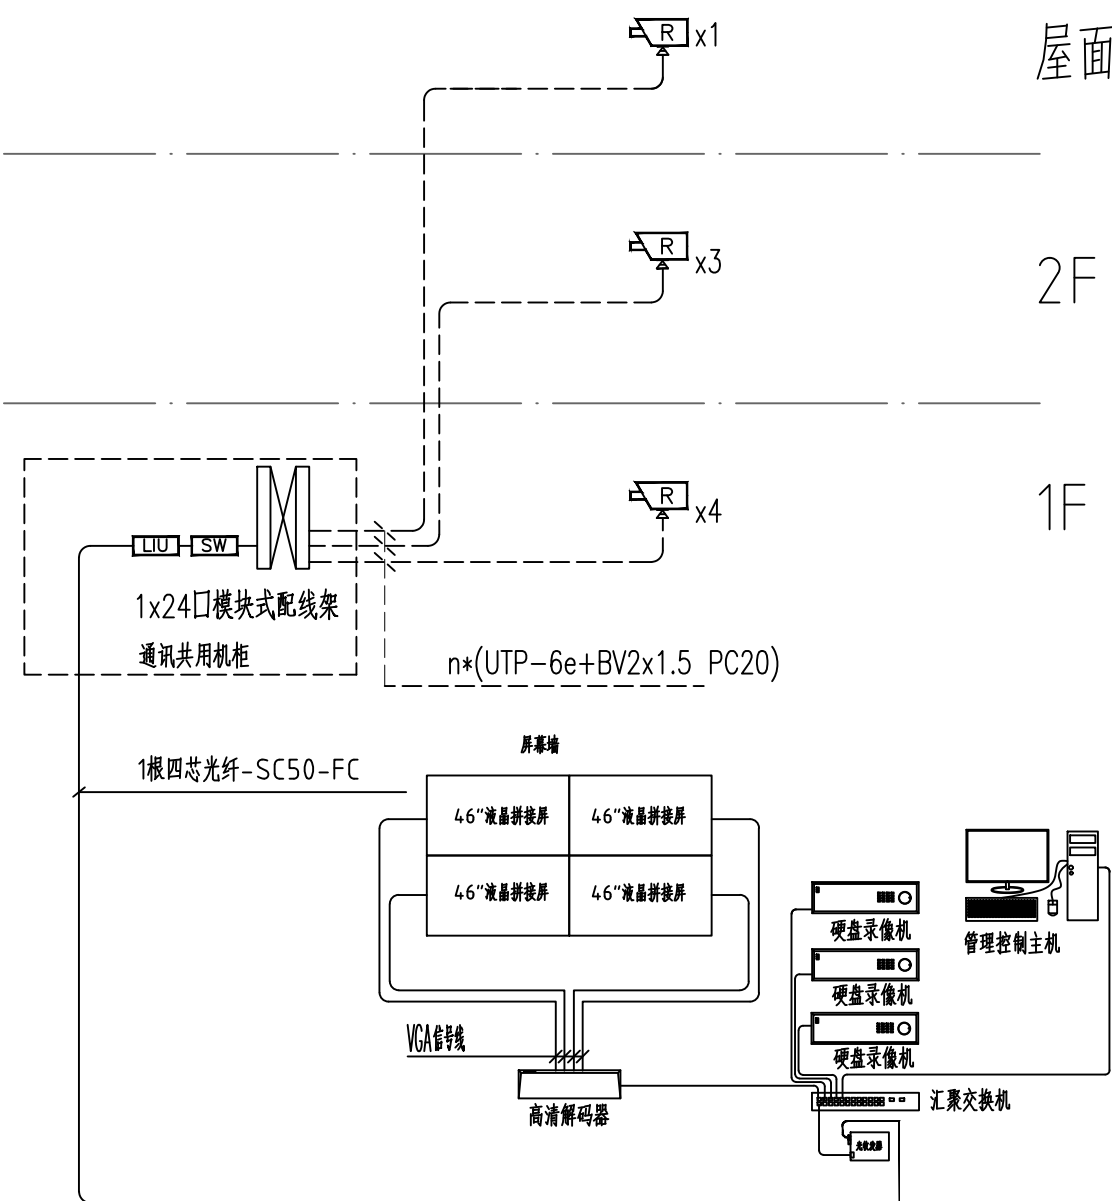 R x1
屋面
R x3
2F
R x4
1F
LIU SW
1x24口模块式配线架
通讯共用机柜
n*(UTP-6e+BV2x1.5 PC20)
屏幕墙
1根四芯光纤-SC50-FC
46"液晶拼接屏 46"液晶拼接屏
46"液晶拼接屏 46"液晶拼接屏
硬盘录像机
管理控制主机
硬盘录像机
VGA信号线
硬盘录像机
高清解码器
汇聚交换机
光收发器